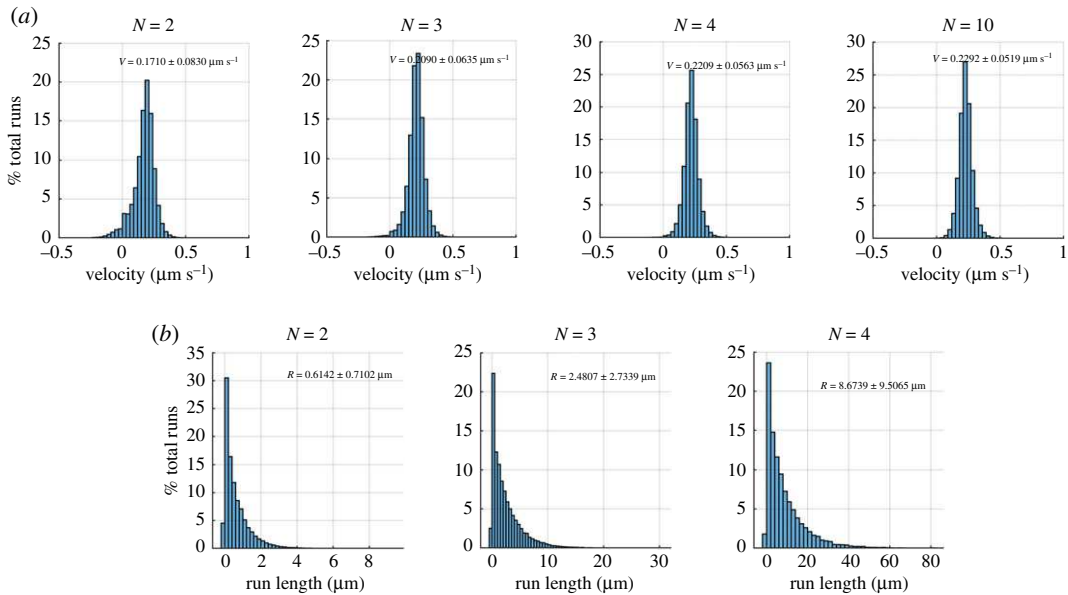 (a)
N = 2
N = 3
N = 4
N = 10
V = 0.1710 ± 0.0830 µm s–1
V = 0.2090 ± 0.0635 µm s–1
V = 0.2209 ± 0.0563 µm s–1
V = 0.2292 ± 0.0519 µm s–1
% total runs
25
20
15
10
5
0
–0.5 0 0.5 1
velocity (µm s–1)
25
20
15
10
5
0
–0.5 0 0.5 1
velocity (µm s–1)
30
25
20
15
10
5
0
–0.5 0 0.5 1
velocity (µm s–1)
30
25
20
15
10
5
0
–0.5 0 0.5 1
velocity (µm s–1)
(b)
N = 2
N = 3
N = 4
R = 0.6142 ± 0.7102 µm
R = 2.4807 ± 2.7339 µm
R = 8.6739 ± 9.5065 µm
% total runs
35
30
25
20
15
10
5
0
0 2 4 6 8
run length (µm)
25
20
15
10
5
0
0 10 20 30
run length (µm)
25
20
15
10
5
0
0 20 40 60 80
run length (µm)